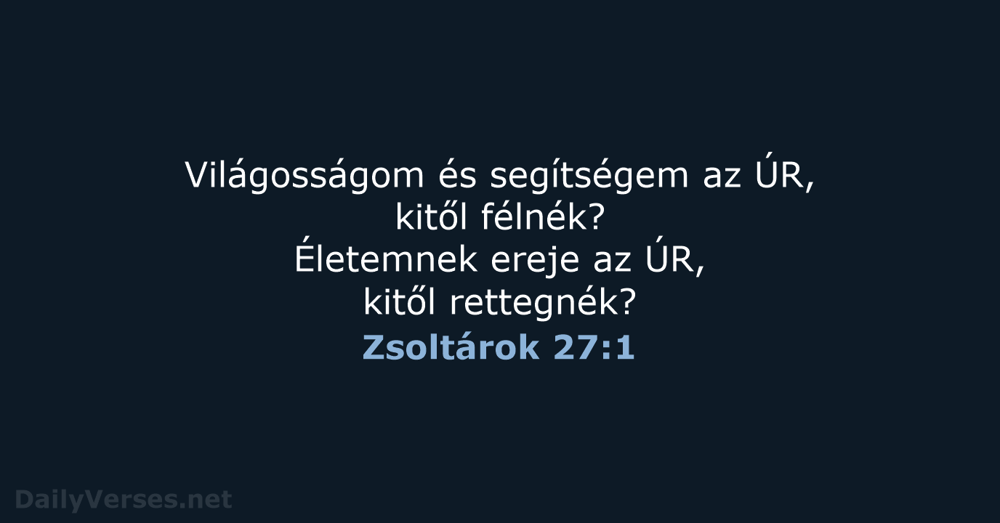 Világosságom és segítségem az ÚR,
kitől félnék?
Életemnek ereje az ÚR,
kitől rettegnék?
Zsoltárok 27:1
DailyVerses.net